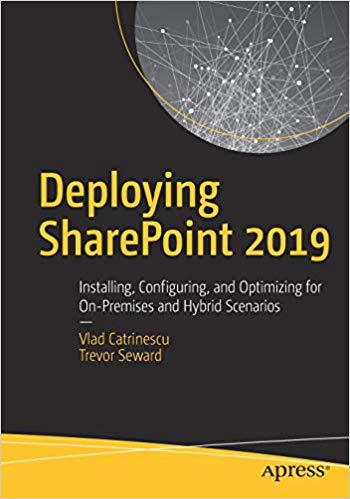 Deploying
SharePoint 2019
Installing, Configuring, and Optimizing for
On-Premises and Hybrid Scenarios
Vlad Catrinescu
Trevor Seward
Apress®